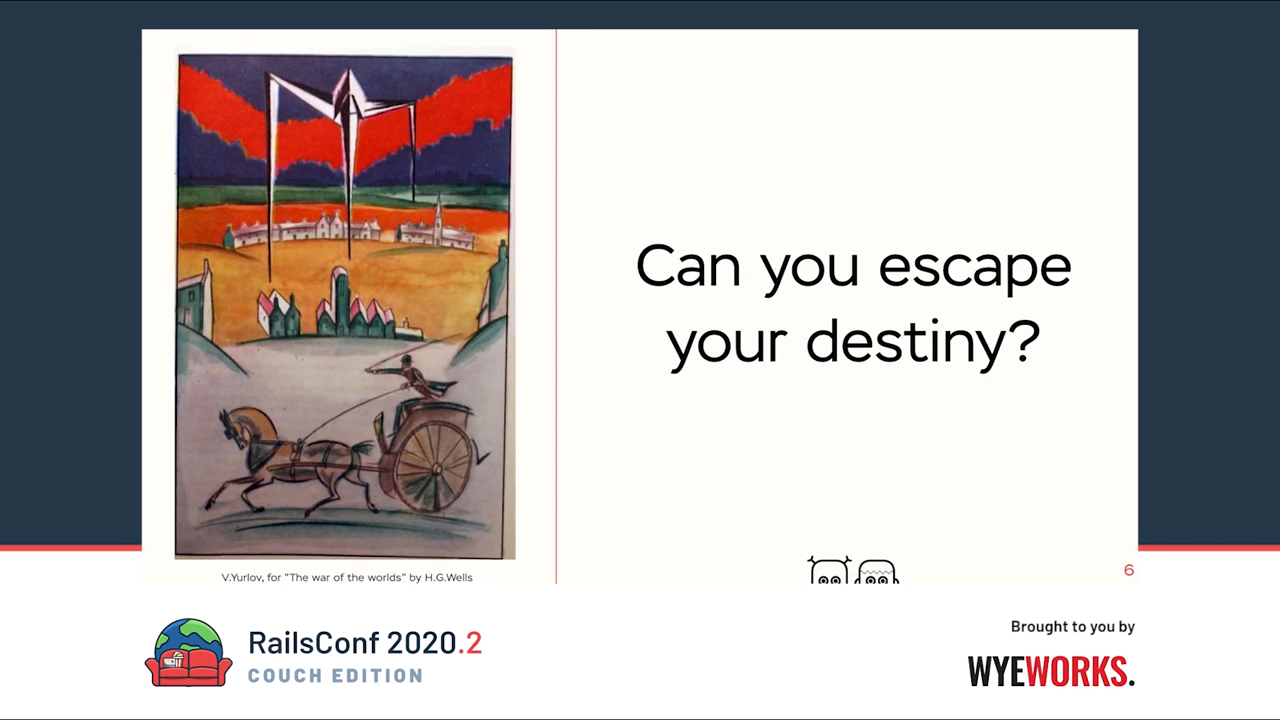 Can you escape
your destiny?
V.Yurlov, for "The war of the worlds" by H.G.Wells
6
RailsConf 2020.2
COUCH EDITION
Brought to you by
WYEWORKS.